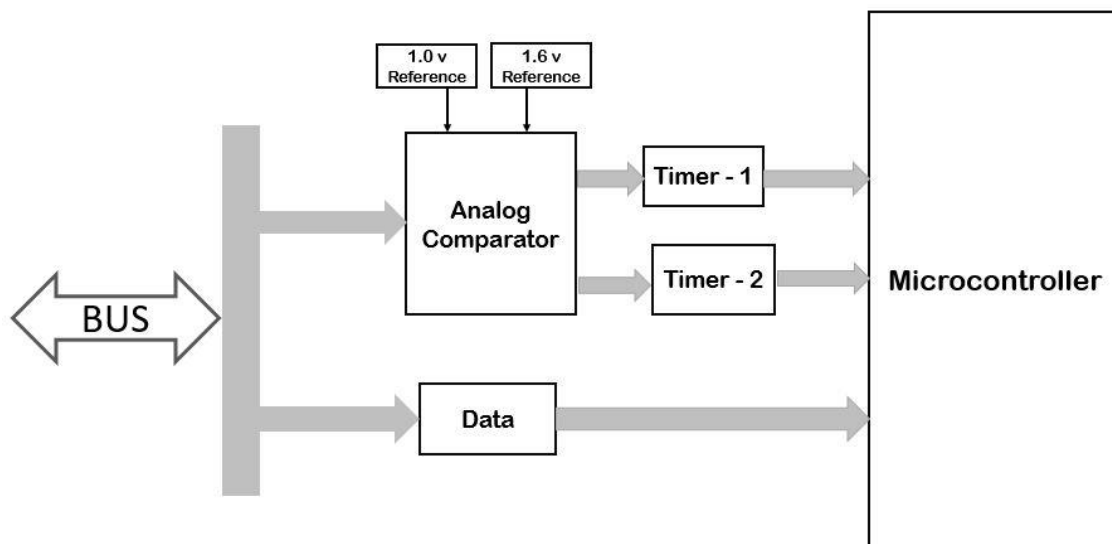 1.0 v
Reference
1.6 v
Reference
Analog
Comparator
Timer - 1
Timer - 2
Microcontroller
BUS
Data